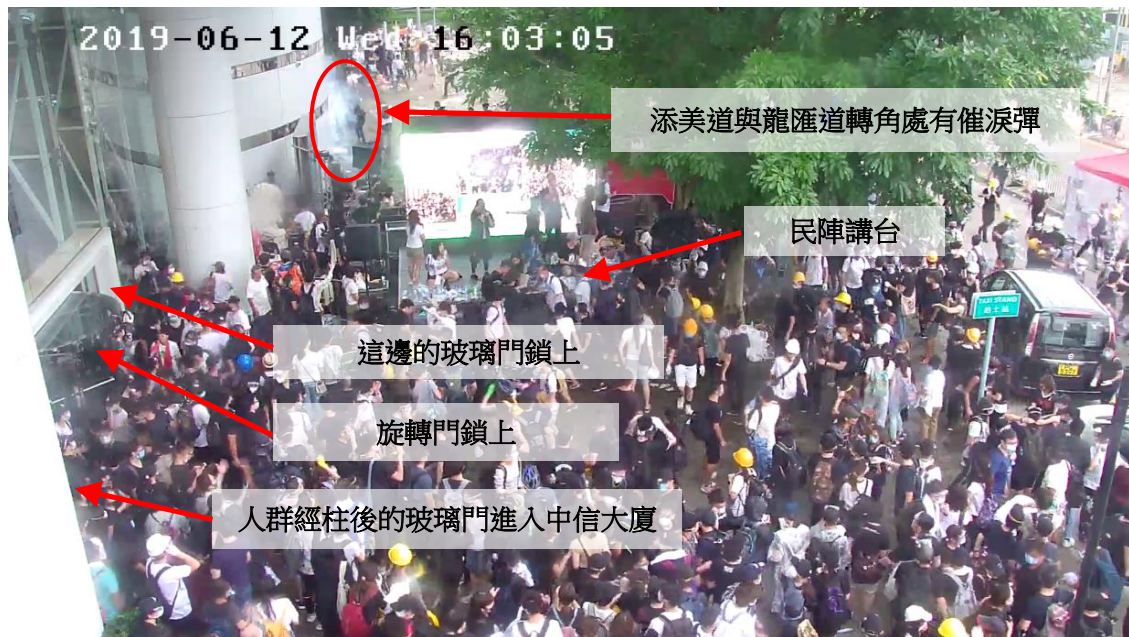 2019-06-12 Wed 16:03:05
添美道與龍匯道轉角處有催淚彈
民陣講台
TAXI STAND
的士站
這邊的玻璃門鎖上
旋轉門鎖上
人群經柱後的玻璃門進入中信大廈